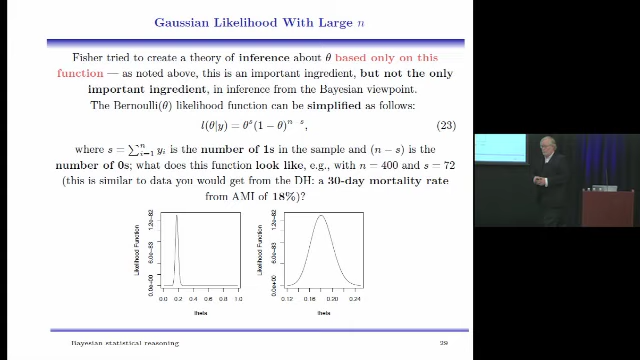 Gaussian Likelihood With Large n
Fisher tried to create a theory of inference about θ based only on this
function — as noted above, this is an important ingredient, but not the only
important ingredient, in inference from the Bayesian viewpoint.
The Bernoulli(θ) likelihood function can be simplified as follows:
l(θ|y) = θ^s(1 − θ)^{n−s}, (23)
where s = ∑_{i=1}^n y_i is the number of 1s in the sample and (n − s) is the
number of 0s; what does this function look like, e.g., with n = 400 and s = 72
(this is similar to data you would get from the DH: a 30-day mortality rate
from AMI of 18%)?
Likelihood Function
0.0e+00 6.0e-83 1.2e-82
0.0 0.2 0.4 0.6 0.8 1.0
theta
Likelihood Function
0.0e+00 6.0e-83 1.2e-82
0.12 0.16 0.20 0.24
theta
Bayesian statistical reasoning 29